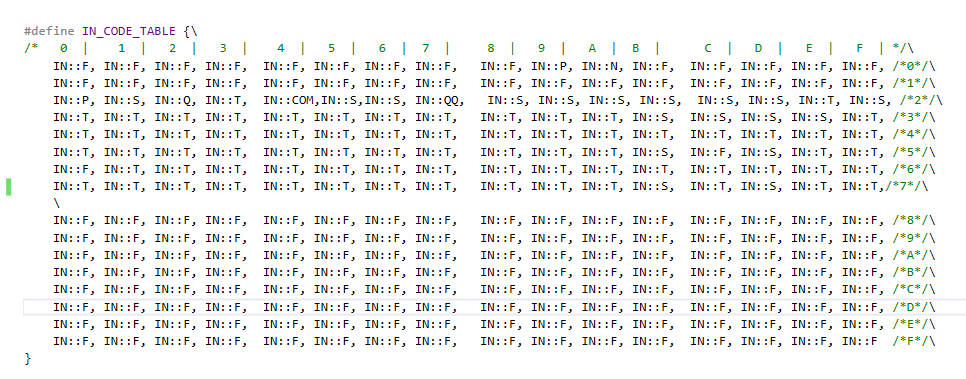 #define IN_CODE_TABLE {\
/*   0  |    1  |  2  |  3  |    4  |  5  |  6  | 7  |      8  |  9  |  A  | B  |      C  |  D  |  E  |  F  | */\
IN::F, IN::F, IN::F, IN::F,  IN::F, IN::F, IN::F, IN::F,   IN::F, IN::P, IN::N, IN::F,  IN::F, IN::F, IN::F, IN::F, /*0*/\
IN::F, IN::F, IN::F, IN::F,  IN::F, IN::F, IN::F, IN::F,   IN::F, IN::F, IN::F, IN::F,  IN::F, IN::F, IN::F, IN::F, /*1*/\
IN::P, IN::S, IN::Q, IN::T,  IN::COM,IN::S,IN::S, IN::QQ,   IN::S, IN::S, IN::S, IN::S,  IN::S, IN::S, IN::T, IN::S, /*2*/\
IN::T, IN::T, IN::T, IN::T,  IN::T, IN::T, IN::T, IN::T,   IN::T, IN::T, IN::T, IN::S,  IN::S, IN::S, IN::S, IN::T, /*3*/\
IN::T, IN::T, IN::T, IN::T,  IN::T, IN::T, IN::T, IN::T,   IN::T, IN::T, IN::T, IN::T,  IN::T, IN::T, IN::T, IN::T, /*4*/\
IN::T, IN::T, IN::T, IN::T,  IN::T, IN::T, IN::T, IN::T,   IN::T, IN::T, IN::T, IN::S,  IN::F, IN::S, IN::T, IN::T, /*5*/\
IN::F, IN::T, IN::T, IN::T,  IN::T, IN::T, IN::T, IN::T,   IN::T, IN::T, IN::T, IN::T,  IN::T, IN::T, IN::T, IN::T, /*6*/\
IN::T, IN::T, IN::T, IN::T,  IN::T, IN::T, IN::T, IN::T,   IN::T, IN::T, IN::T, IN::S,  IN::T, IN::S, IN::T, IN::T,/*7*/\
\
IN::F, IN::F, IN::F, IN::F,  IN::F, IN::F, IN::F, IN::F,   IN::F, IN::F, IN::F, IN::F,  IN::F, IN::F, IN::F, IN::F, /*8*/\
IN::F, IN::F, IN::F, IN::F,  IN::F, IN::F, IN::F, IN::F,   IN::F, IN::F, IN::F, IN::F,  IN::F, IN::F, IN::F, IN::F, /*9*/\
IN::F, IN::F, IN::F, IN::F,  IN::F, IN::F, IN::F, IN::F,   IN::F, IN::F, IN::F, IN::F,  IN::F, IN::F, IN::F, IN::F, /*A*/\
IN::F, IN::F, IN::F, IN::F,  IN::F, IN::F, IN::F, IN::F,   IN::F, IN::F, IN::F, IN::F,  IN::F, IN::F, IN::F, IN::F, /*B*/\
IN::F, IN::F, IN::F, IN::F,  IN::F, IN::F, IN::F, IN::F,   IN::F, IN::F, IN::F, IN::F,  IN::F, IN::F, IN::F, IN::F, /*C*/\
IN::F, IN::F, IN::F, IN::F,  IN::F, IN::F, IN::F, IN::F,   IN::F, IN::F, IN::F, IN::F,  IN::F, IN::F, IN::F, IN::F, /*D*/\
IN::F, IN::F, IN::F, IN::F,  IN::F, IN::F, IN::F, IN::F,   IN::F, IN::F, IN::F, IN::F,  IN::F, IN::F, IN::F, IN::F, /*E*/\
IN::F, IN::F, IN::F, IN::F,  IN::F, IN::F, IN::F, IN::F,   IN::F, IN::F, IN::F, IN::F,  IN::F, IN::F, IN::F, IN::F  /*F*/\
}